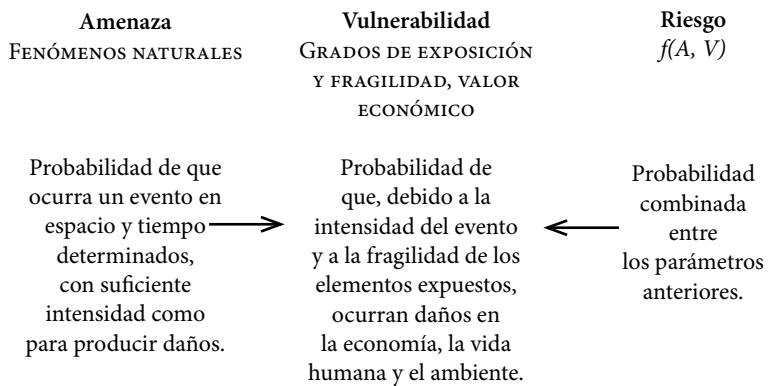 Amenaza
Fenómenos naturales
Vulnerabilidad
Grados de exposición
y fragilidad, valor
económico
Riesgo
f(A, V)
Probabilidad de que
ocurra un evento en
espacio y tiempo
determinados,
con suficiente
intensidad como
para producir daños.
Probabilidad de
que, debido a la
intensidad del evento
y a la fragilidad de los
elementos expuestos,
ocurran daños en
la economía, la vida
humana y el ambiente.
Probabilidad
combinada
entre
los parámetros
anteriores.